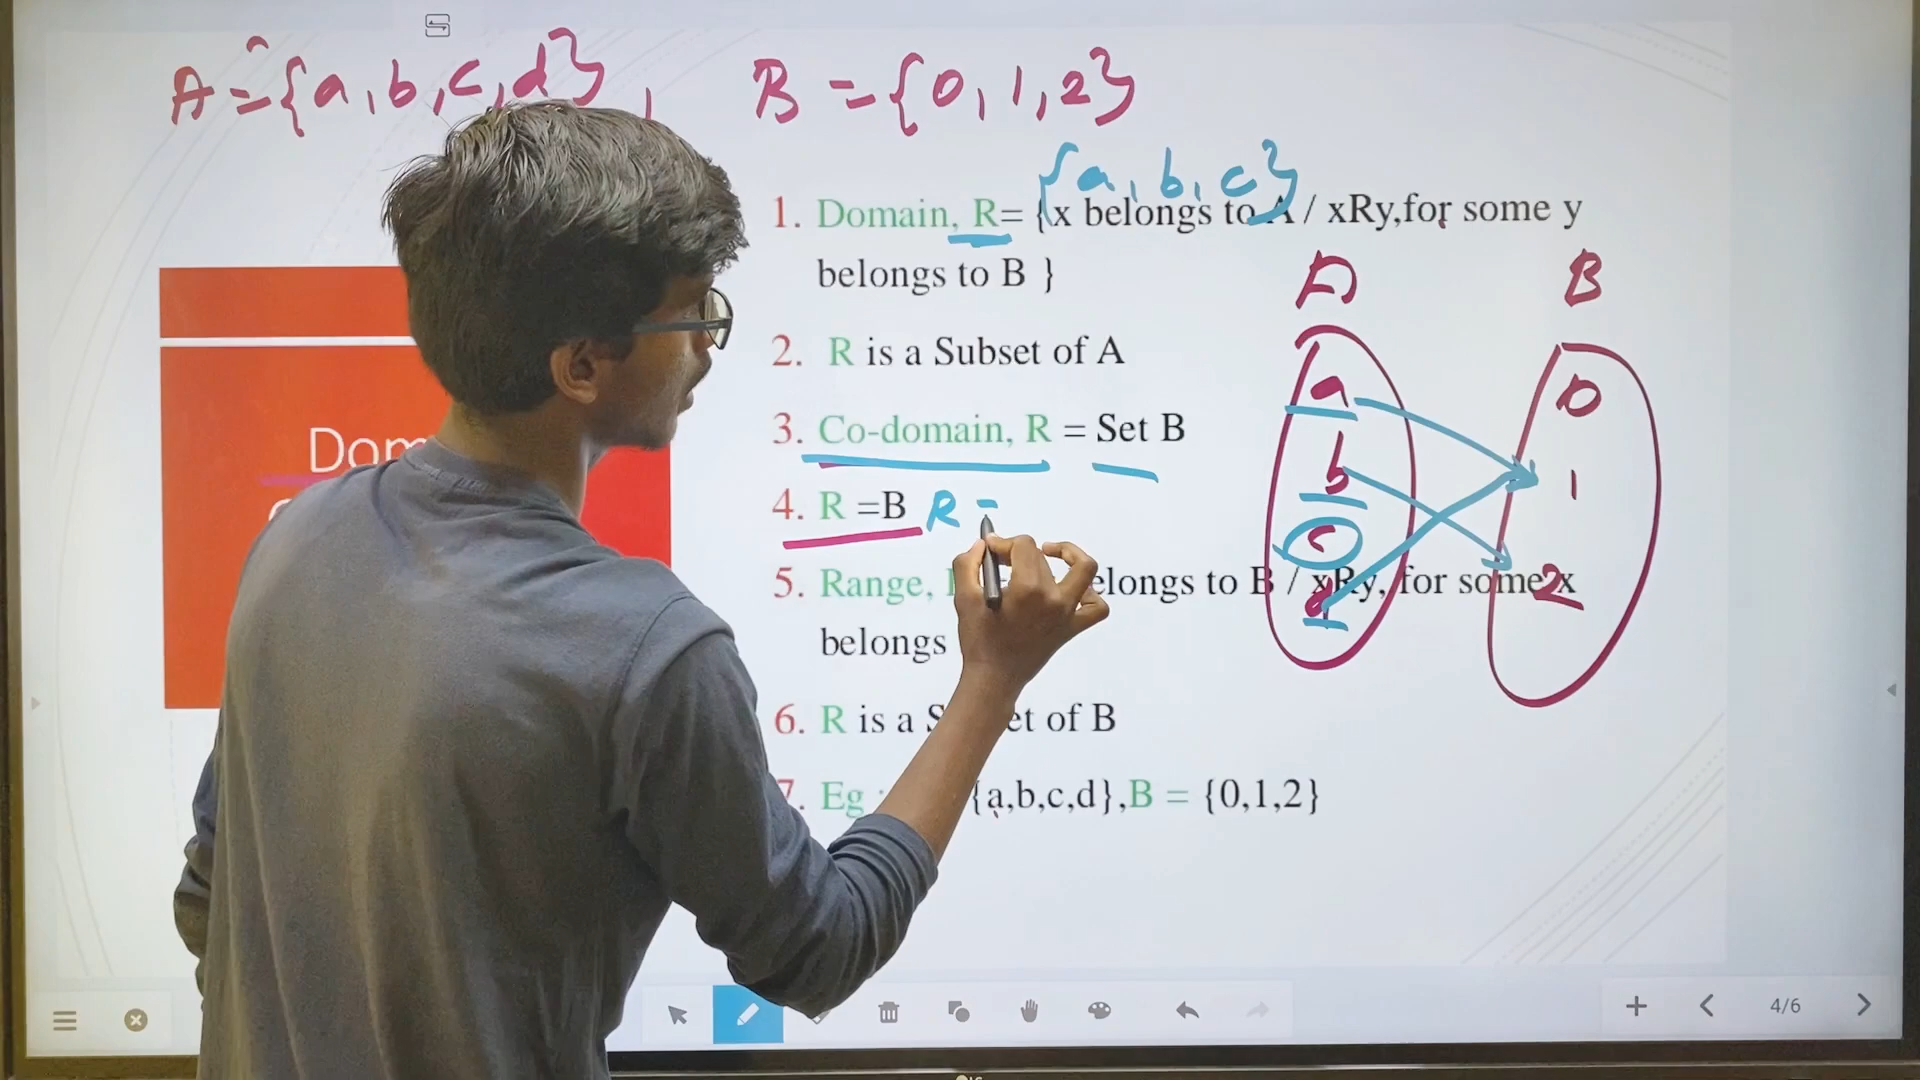 A = {a, b, c, d} , B = {0, 1, 2}
{a, b, c}
1. Domain, R= {x belongs to A / xRy,for some y
belongs to B }
A B
2. R is a Subset of A
a 0
3. Co-domain, R = Set B
b 1
4. R =B R =
c
5. Range, elongs to B / xRy, for some x
d 2
belongs
6. R is a S et of B
7. Eg : {a,b,c,d},B = {0,1,2}
Dom
4/6